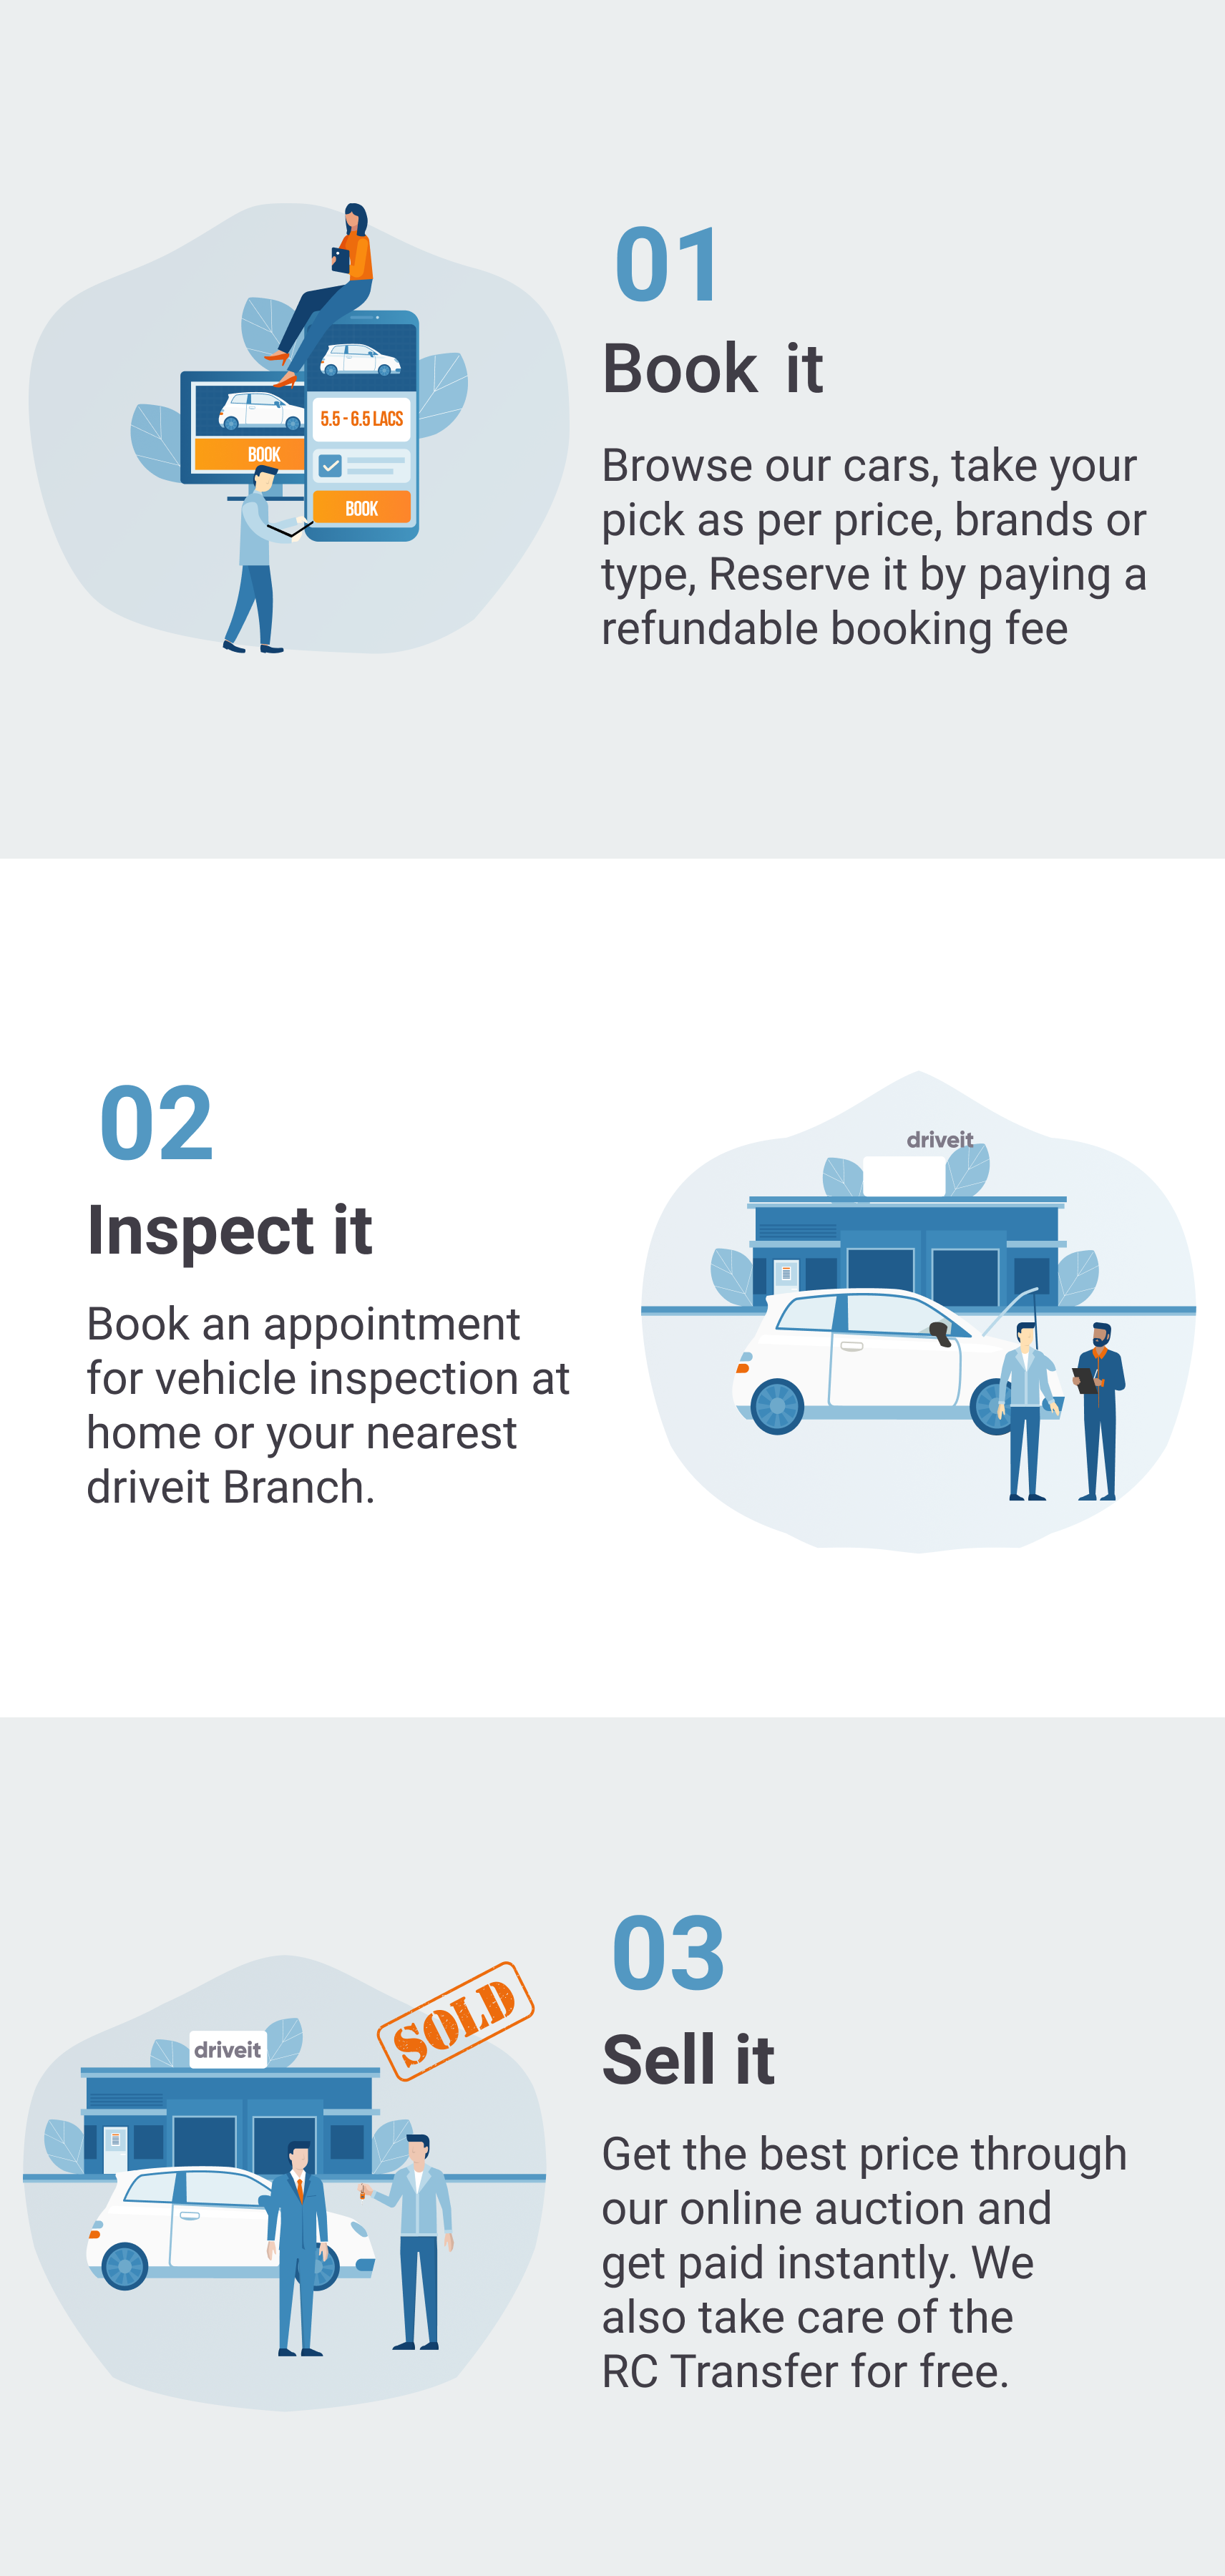 5.5 - 6.5 LACS
BOOK
BOOK
01
Book it
Browse our cars, take your
pick as per price, brands or
type, Reserve it by paying a
refundable booking fee
02
Inspect it
Book an appointment
for vehicle inspection at
home or your nearest
driveit Branch.
driveit
driveit
SOLD
03
Sell it
Get the best price through
our online auction and
get paid instantly. We
also take care of the
RC Transfer for free.